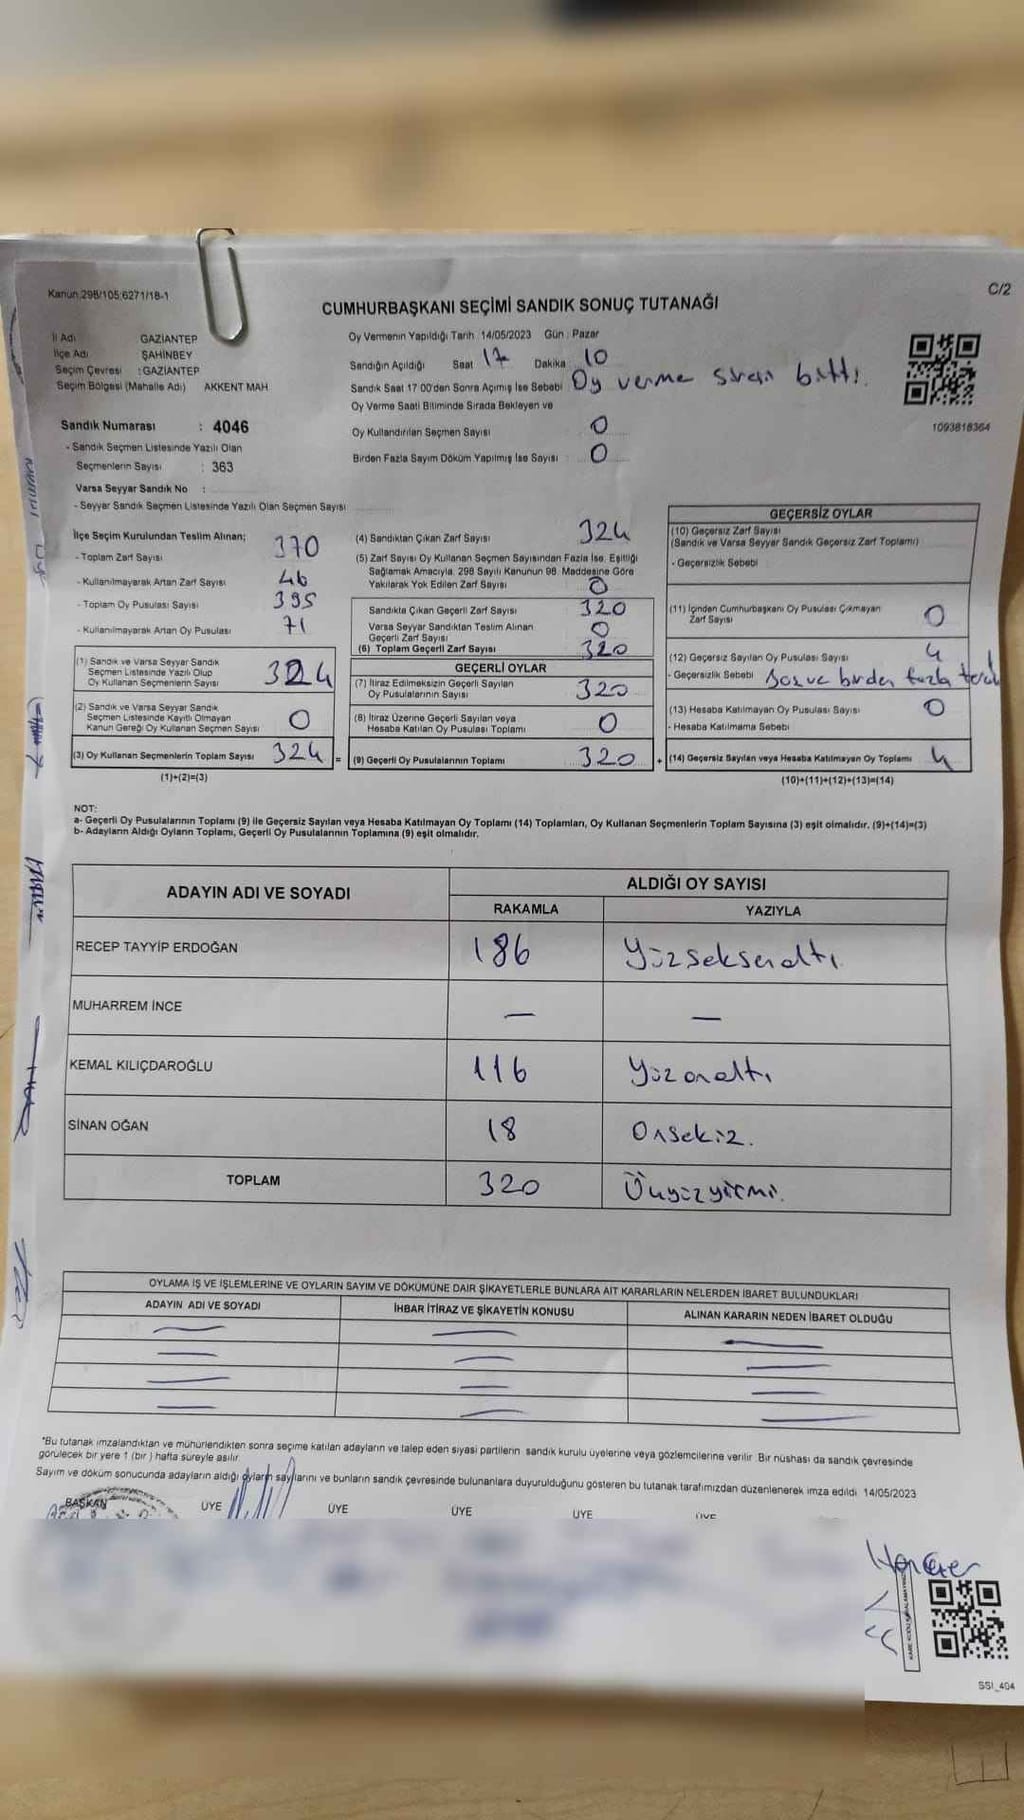 Kanun.298/105;6271/18-1
C/2
CUMHURBAŞKANI SEÇİMİ SANDIK SONUÇ TUTANAĞI
İl Adı GAZİANTEP
İlçe Adı ŞAHİNBEY
Seçim Çevresi : GAZİANTEP
Seçim Bölgesi (Mahalle Adı) AKKENT MAH
Oy Vermenin Yapıldığı Tarih 14/05/2023 Gün : Pazar
Sandığın Açıldığı Saat 17 Dakika 10
Sandık Saat 17 00'den Sonra Açımış İse Sebebi Oy verme süresi bitti.
Oy Verme Saati Bitiminde Sırada Bekleyen ve
Oy Kullandırılan Seçmen Sayısı 0
Birden Fazla Sayım Döküm Yapılmış İse Sayısı 0
1093818364
Sandık Numarası : 4046
- Sandık Seçmen Listesinde Yazılı Olan
Seçmenlerin Sayısı : 363
Varsa Seyyar Sandık No :
- Seyyar Sandık Seçmen Listesinde Yazılı Olan Seçmen Sayısı
İlçe Seçim Kurulundan Teslim Alınan;
- Toplam Zarf Sayısı 370
- Kullanılmayarak Artan Zarf Sayısı 46
- Toplam Oy Pusulası Sayısı 395
- Kullanılmayarak Artan Oy Pusulası 71
(1) Sandık ve Varsa Seyyar Sandık
Seçmen Listesinde Yazılı Olup
Oy Kullanan Seçmenlerin Sayısı 324
(2) Sandık ve Varsa Seyyar Sandık
Seçmen Listesinde Kayıtlı Olmayan
Kanun Gereği Oy Kullanan Seçmen Sayısı 0
(3) Oy Kullanan Seçmenlerin Toplam Sayısı 324 =
(1)+(2)=(3)
(4) Sandıktan Çıkan Zarf Sayısı 324
(5) Zarf Sayısı Oy Kullanan Seçmen Sayısından Fazla İse, Eşitliği
Sağlamak Amacıyla, 298 Sayılı Kanunun 98. Maddesine Göre
Yakılarak Yok Edilen Zarf Sayısı 0
Sandıkta Çıkan Geçerli Zarf Sayısı 320
Varsa Seyyar Sandıktan Teslim Alınan
Geçerli Zarf Sayısı 0
(6) Toplam Geçerli Zarf Sayısı 320
GEÇERLİ OYLAR
(7) İtiraz Edilmeksizin Geçerli Sayılan
Oy Pusulalarının Sayısı 320
(8) İtiraz Üzerine Geçerli Sayılan veya
Hesaba Katılan Oy Pusulası Toplamı 0
(9) Geçerli Oy Pusulalarının Toplamı 320 +
GEÇERSİZ OYLAR
(10) Geçersiz Zarf Sayısı
(Sandık ve Varsa Seyyar Sandık Geçersiz Zarf Toplamı)
- Geçersizlik Sebebi
(11) İçinden Cumhurbaşkanı Oy Pusulası Çıkmayan
Zarf Sayısı 0
(12) Geçersiz Sayılan Oy Pusulası Sayısı 4
- Geçersizlik Sebebi ve birden fazla
(13) Hesaba Katılmayan Oy Pusulası Sayısı 0
- Hesaba Katılmama Sebebi
(14) Geçersiz Sayılan veya Hesaba Katılmayan Oy Toplamı 4
(10)+(11)+(12)+(13)=(14)
NOT:
a- Geçerli Oy Pusulalarının Toplamı (9) ile Geçersiz Sayılan veya Hesaba Katılmayan Oy Toplamı (14) Toplamları, Oy Kullanan Seçmenlerin Toplam Sayısına (3) eşit olmalıdır. (9)+(14)=(3)
b- Adayların Aldığı Oyların Toplamı, Geçerli Oy Pusulalarının Toplamına (9) eşit olmalıdır.
ADAYIN ADI VE SOYADI
ALDIĞI OY SAYISI
RAKAMLA YAZIYLA
RECEP TAYYİP ERDOĞAN 186 Yüzseksenaltı
MUHARREM İNCE — —
KEMAL KILIÇDAROĞLU 116 Yüzonaltı
SİNAN OĞAN 18 Onsekiz.
TOPLAM 320 Üçyüzyirmi.
OYLAMA İŞ VE İŞLEMLERİNE VE OYLARIN SAYIM VE DÖKÜMÜNE DAİR ŞİKAYETLERLE BUNLARA AİT KARARLARIN NELERDEN İBARET BULUNDUKLARI
ADAYIN ADI VE SOYADI İHBAR İTİRAZ VE ŞİKAYETİN KONUSU ALINAN KARARIN NEDEN İBARET OLDUĞU
*Bu tutanak imzalandıktan ve mühürlendikten sonra seçime katılan adayların ve talep eden siyasi partilerin sandık kurulu üyelerine veya gözlemcilerine verilir. Bir nüshası da sandık çevresinde
görülecek bir yere 1 (bir) hafta süreyle asılır
Sayım ve döküm sonucunda adayların aldığı oyların sayılarını ve bunların sandık çevresinde bulunanlara duyurulduğunu gösteren bu tutanak tarafımızdan düzenlenerek imza edildi 14/05/2023
BAŞKAN ÜYE ÜYE ÜYE ÜYE ÜYE
SSI_404